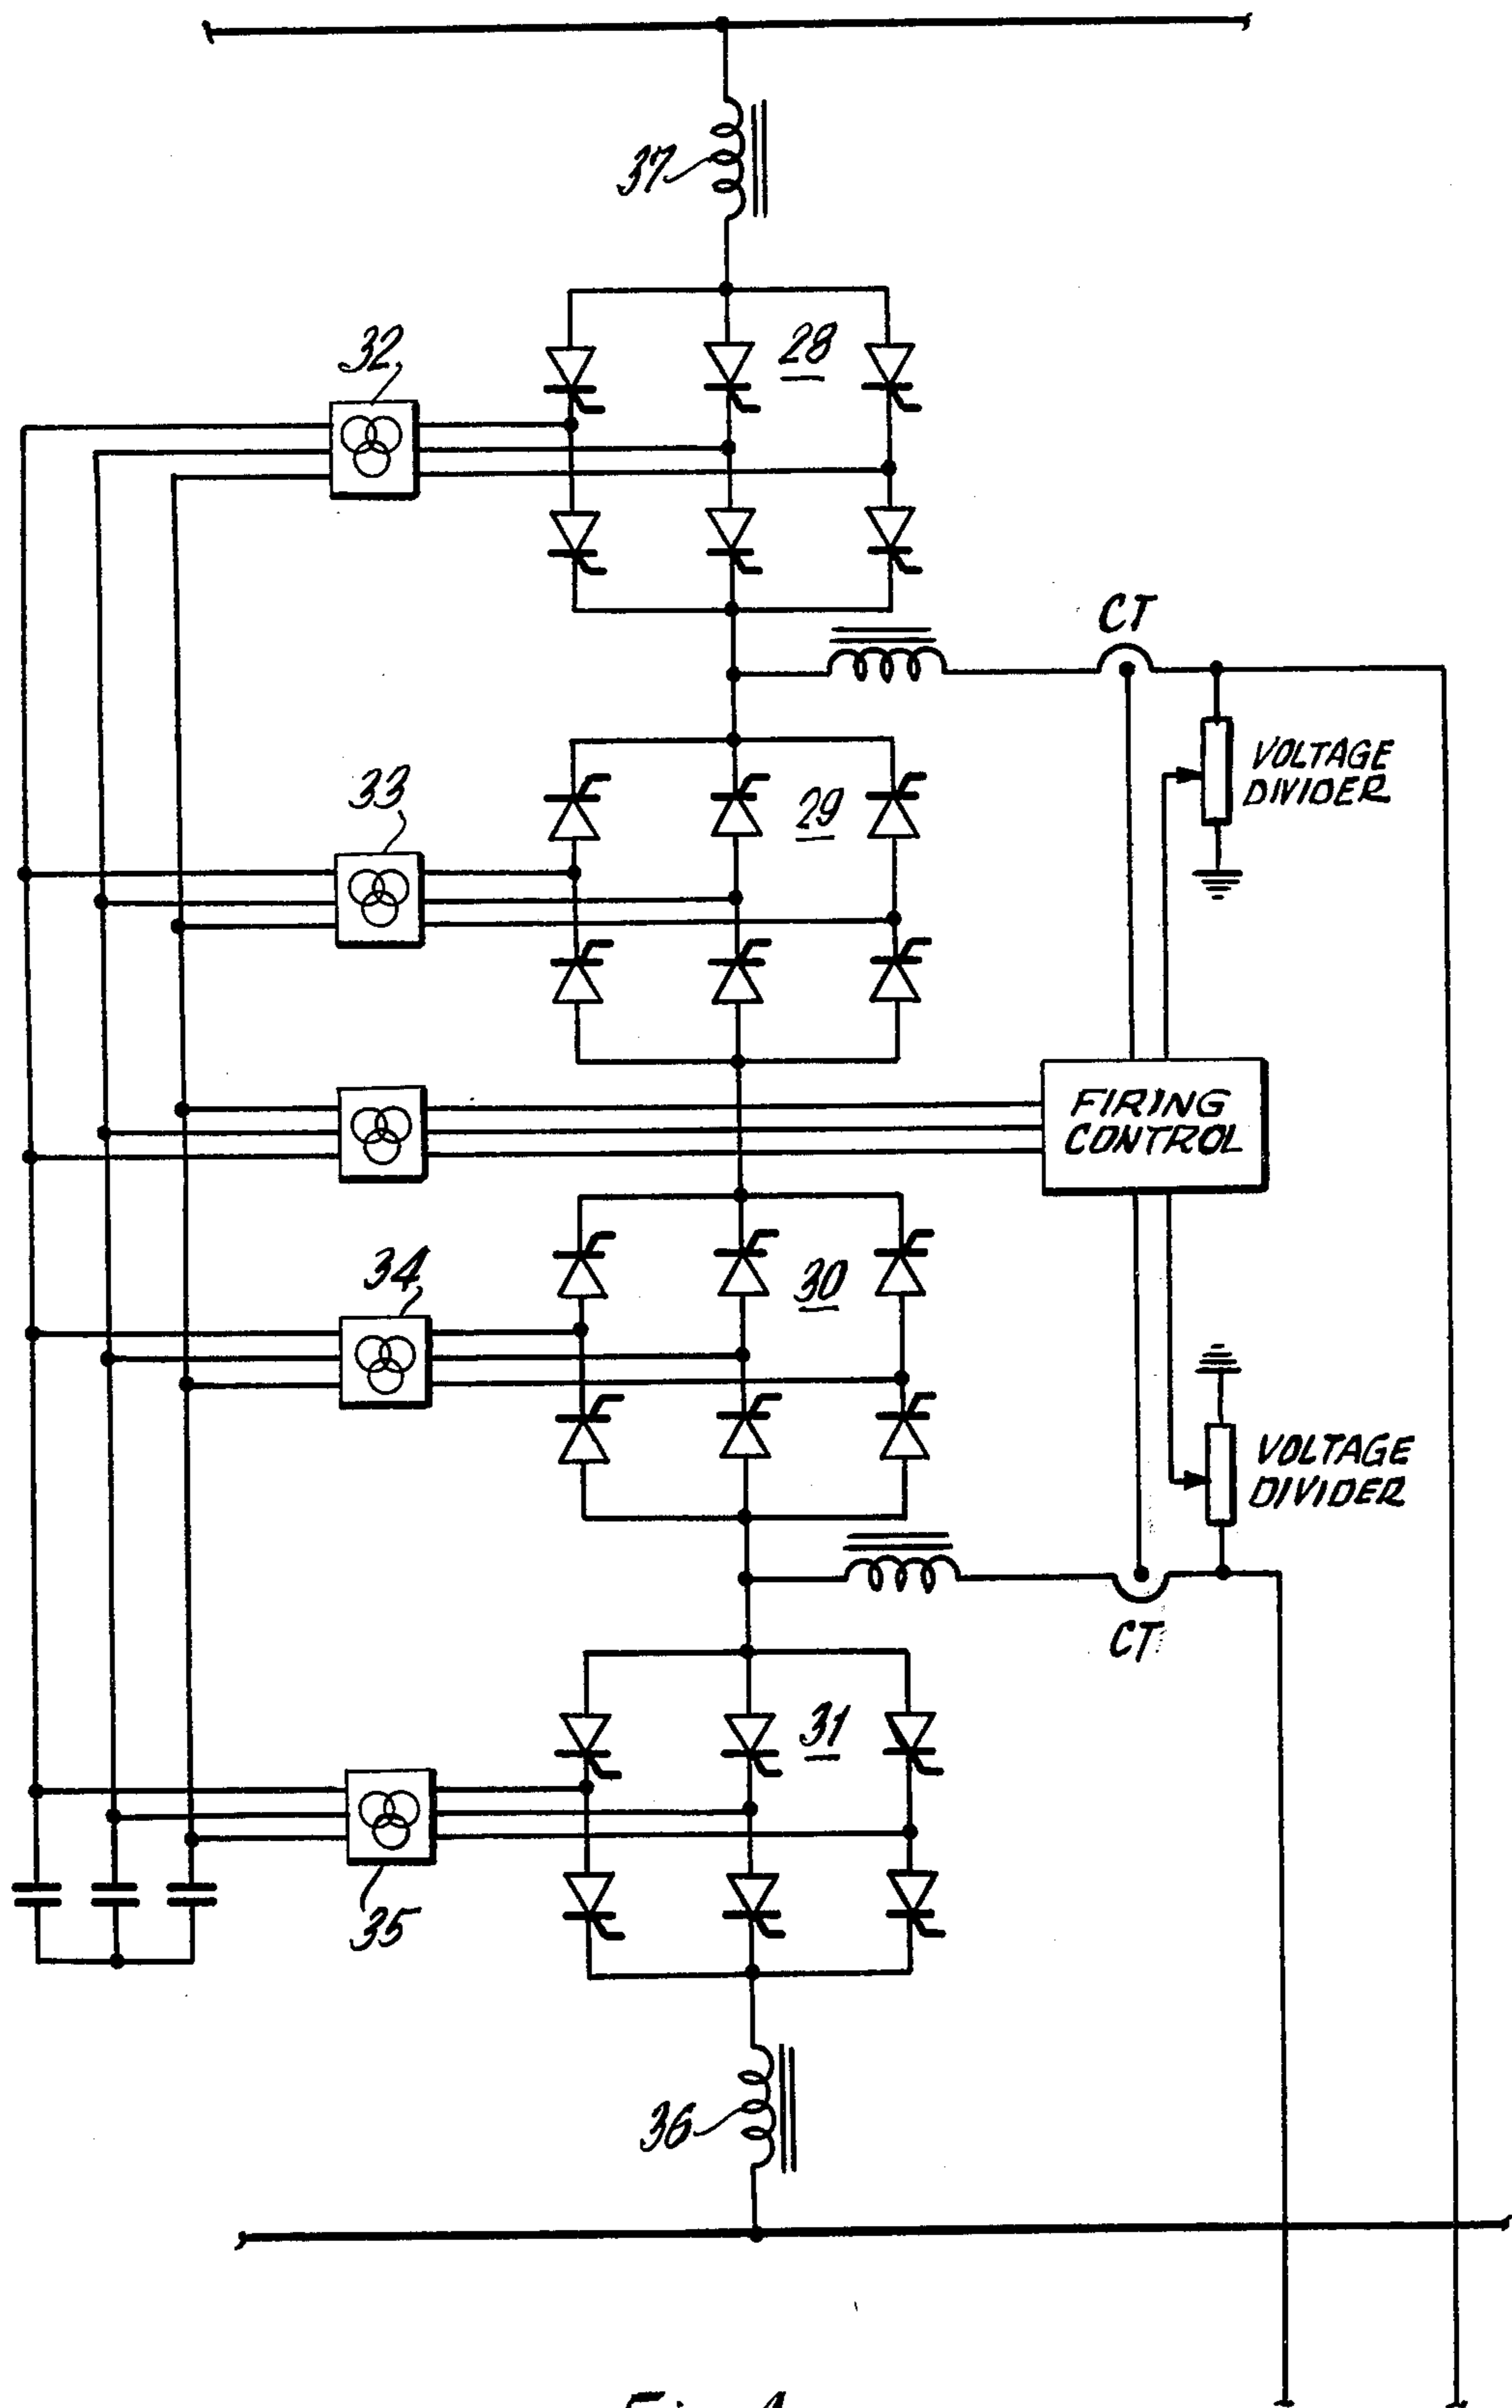 37
28
32
CT
VOLTAGE
DIVIDER
33
29
FIRING
CONTROL
34
30
VOLTAGE
DIVIDER
CT
31
35
36